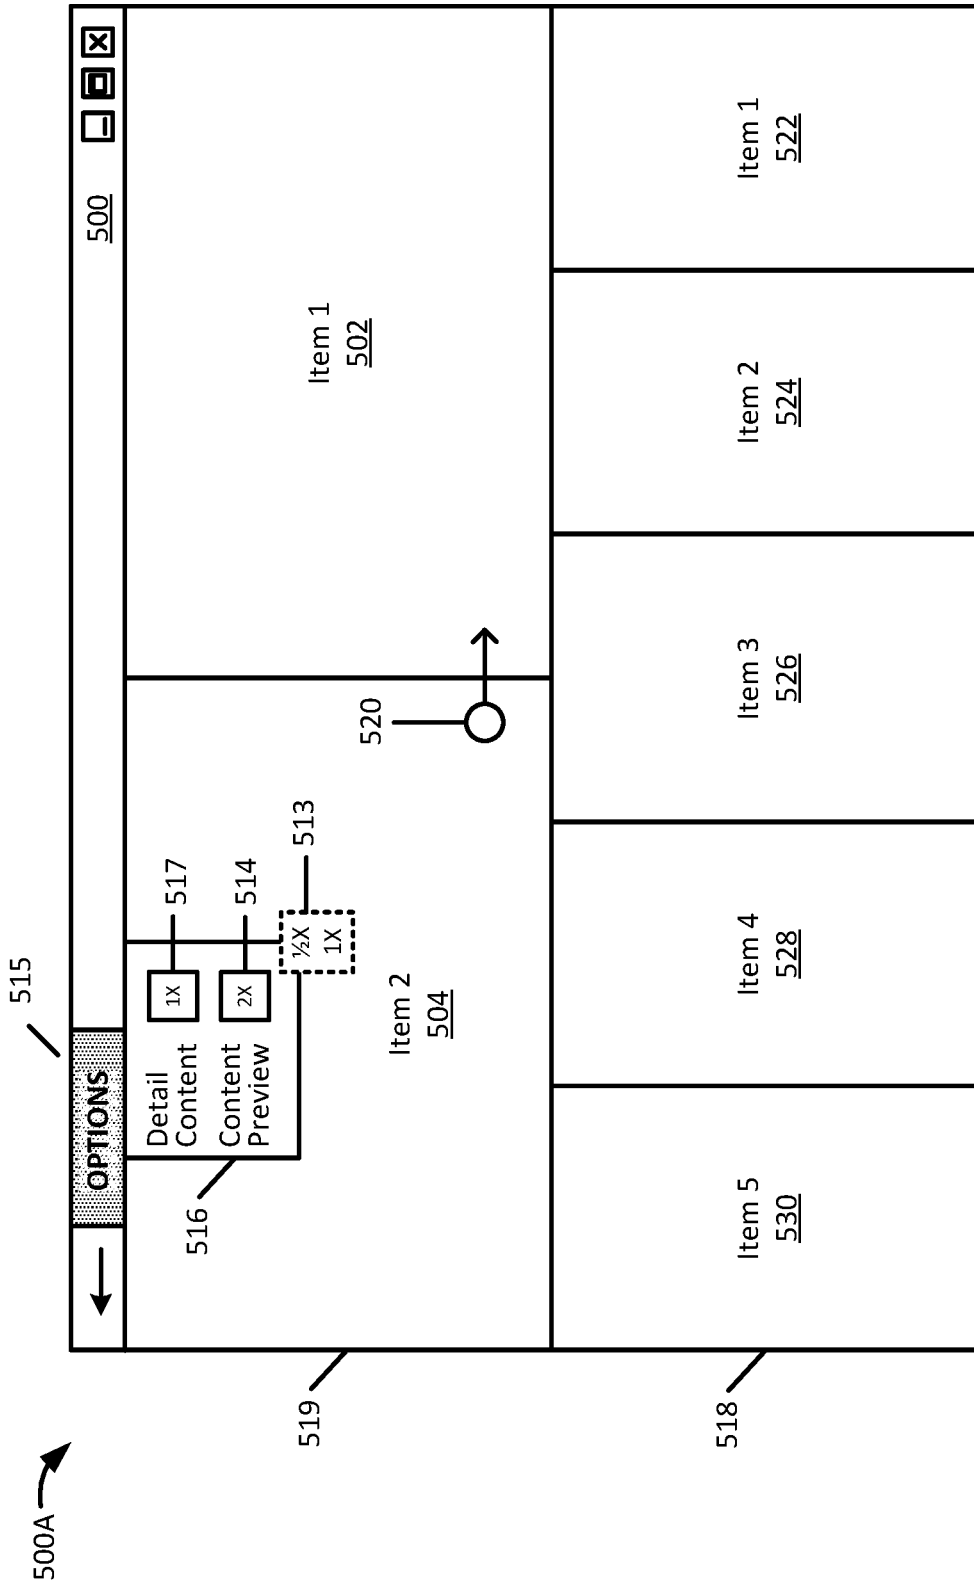 500A
515
OPTIONS
500
Detail
Content
1X
517
Content
Preview
2X
514
½X
1X
513
516
Item 2
504
520
Item 1
502
519
Item 5
530
Item 4
528
Item 3
526
Item 2
524
Item 1
522
518